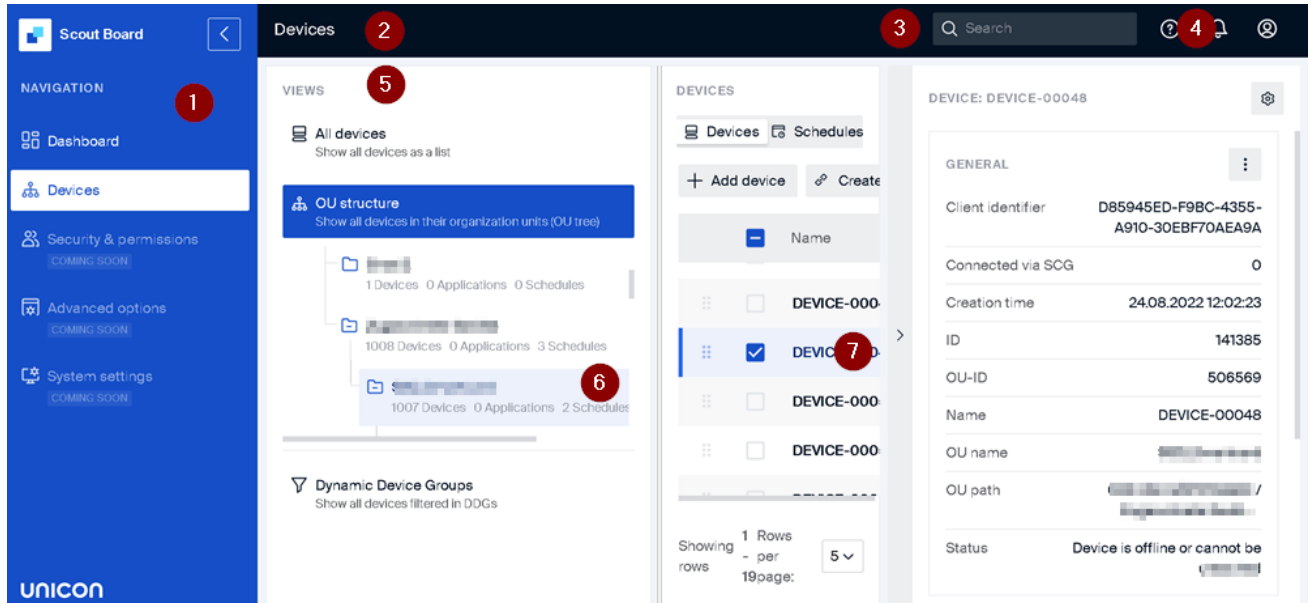 Scout Board
NAVIGATION
1
Dashboard
Devices
Security & permissions
COMING SOON
Advanced options
COMING SOON
System settings
COMING SOON
unicon
Devices
2
3
Search
4
VIEWS
5
All devices
Show all devices as a list
OU structure
Show all devices in their organization units (OU tree)
1 Devices 0 Applications 0 Schedules
1008 Devices 0 Applications 3 Schedules
6
1007 Devices 0 Applications 2 Schedules
Dynamic Device Groups
Show all devices filtered in DDGs
DEVICES
Devices Schedules
Add device Create
Name
DEVICE-000
7
DEVICE-000
DEVICE-000
Showing rows
1 - 19
Rows per page:
5
DEVICE: DEVICE-00048
GENERAL
Client identifier D85945ED-F9BC-4355-
A910-30EBF70AEA9A
Connected via SCG 0
Creation time 24.08.2022 12:02:23
ID 141385
OU-ID 506569
Name DEVICE-00048
OU name
OU path /
Status Device is offline or cannot be